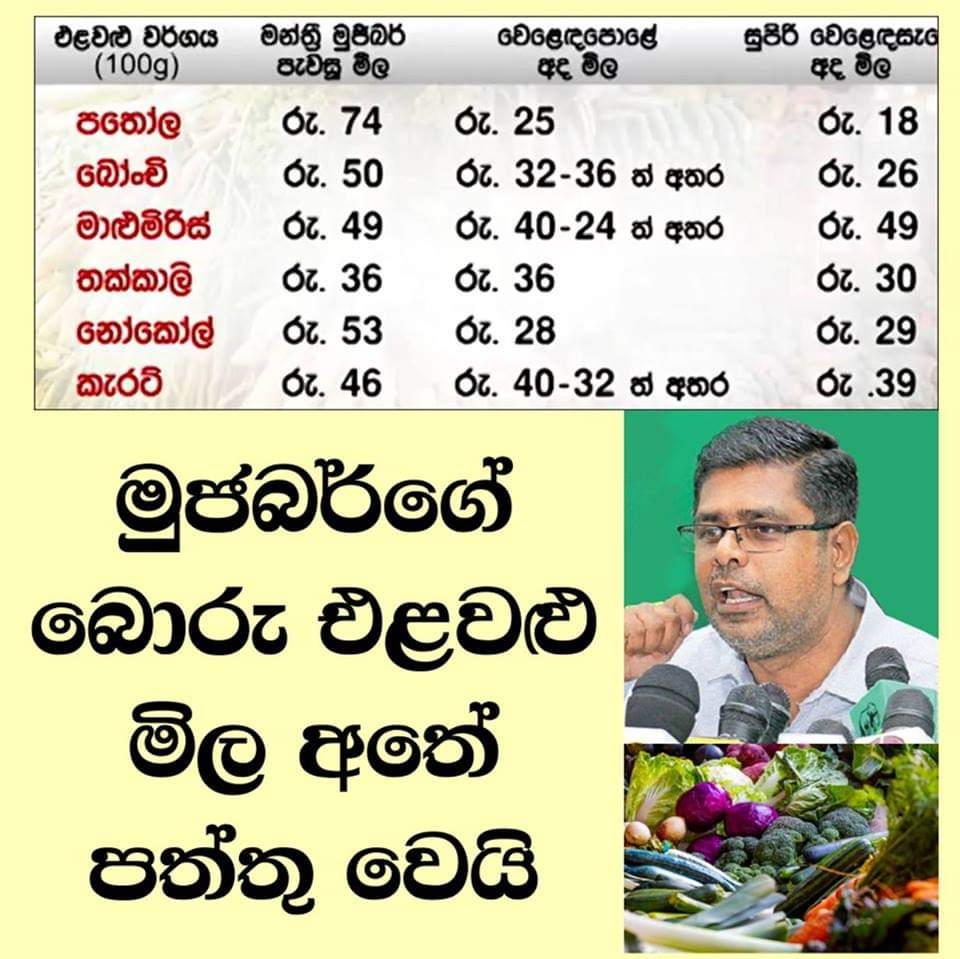 එළවළු වර්ගය මන්ත්‍රී මුජිබර් වෙළෙඳපොළේ සුපිරි වෙළෙඳසැලෙ
(100g) පැවසූ මිල අද මිල අද මිල
පතෝල රු. 74 රු. 25 රු. 18
බෝංචි රු. 50 රු. 32-36 ත් අතර රු. 26
මාළුමිරිස් රු. 49 රු. 40-24 ත් අතර රු. 49
තක්කාලි රු. 36 රු. 36 රු. 30
නෝකෝල් රු. 53 රු. 28 රු. 29
කැරට් රු. 46 රු. 40-32 ත් අතර රු .39
මුජබර්ගේ
බොරු එළවළු
මිල අතේ
පත්තු වෙයි